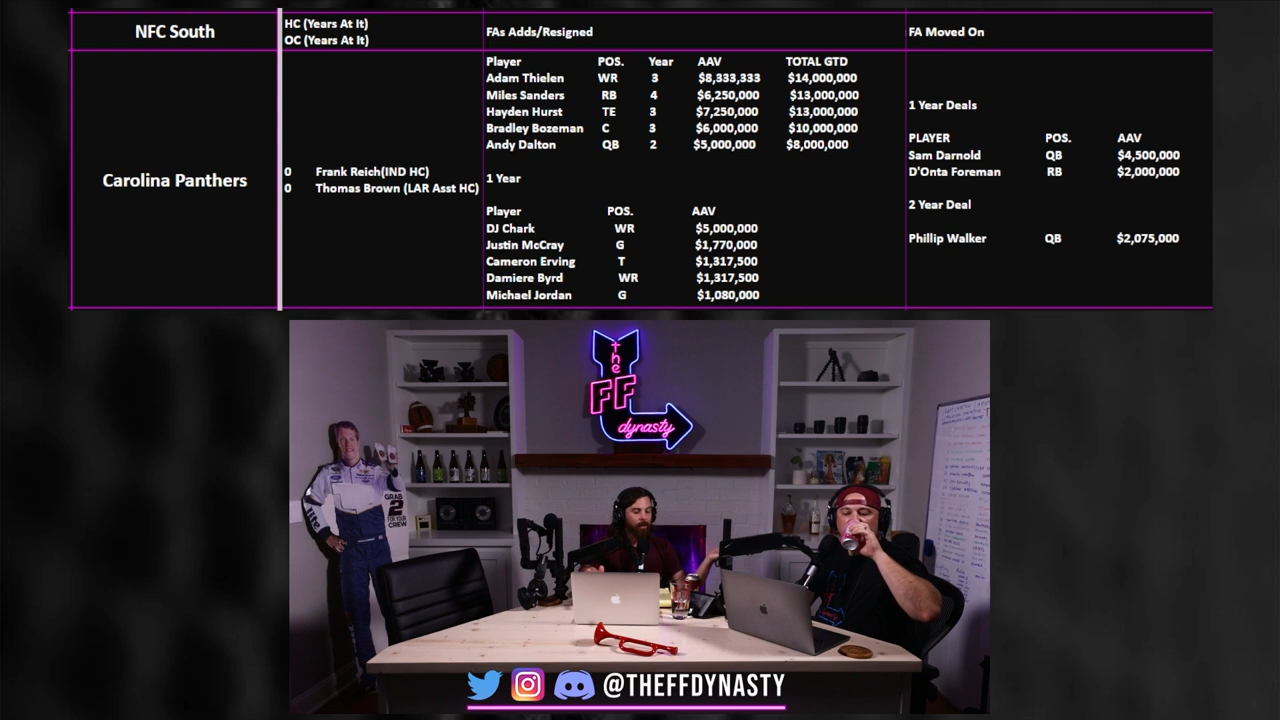 NFC South
HC (Years At It)
OC (Years At It)
FAs Adds/Resigned
FA Moved On
Carolina Panthers
0 Frank Reich(IND HC)
0 Thomas Brown (LAR Asst HC)
Player POS. Year AAV TOTAL GTD
Adam Thielen WR 3 $8,333,333 $14,000,000
Miles Sanders RB 4 $6,250,000 $13,000,000
Hayden Hurst TE 3 $7,250,000 $13,000,000
Bradley Bozeman C 3 $6,000,000 $10,000,000
Andy Dalton QB 2 $5,000,000 $8,000,000
1 Year
Player POS. AAV
DJ Chark WR $5,000,000
Justin McCray G $1,770,000
Cameron Erving T $1,317,500
Damiere Byrd WR $1,317,500
Michael Jordan G $1,080,000
1 Year Deals
PLAYER POS. AAV
Sam Darnold QB $4,500,000
D'Onta Foreman RB $2,000,000
2 Year Deal
Phillip Walker QB $2,075,000
the
FF
dynasty
GRAB
2
FOR YOUR
CREW
@THEFFDYNASTY